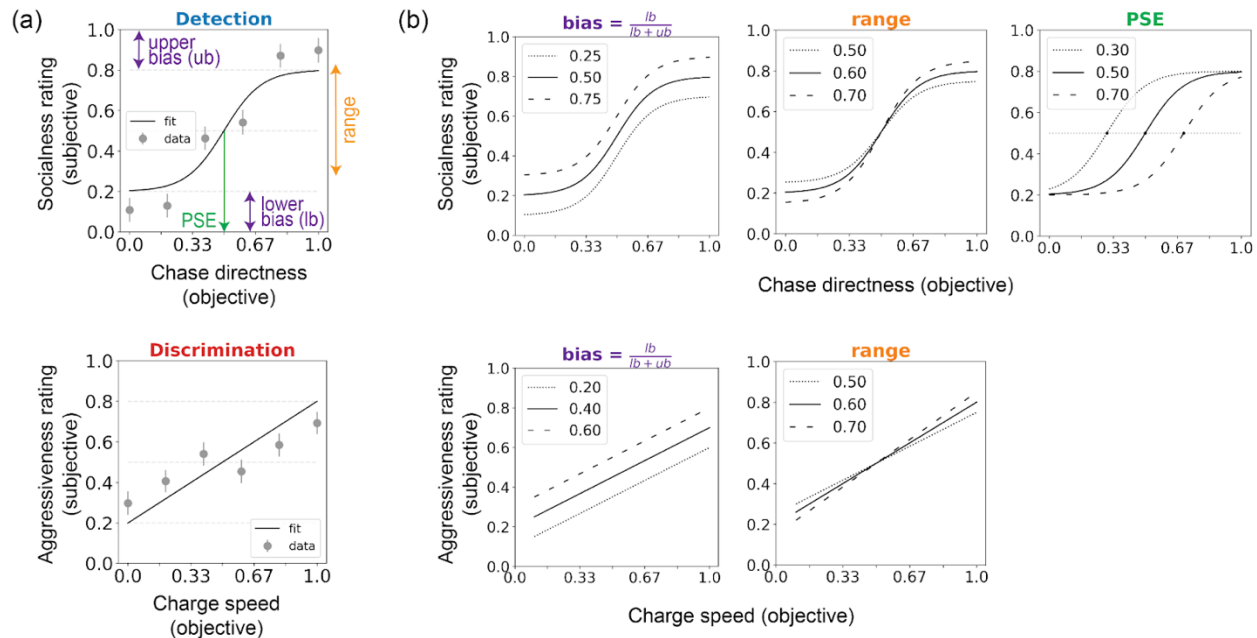 (a)
Detection
upper
bias (ub)
range
fit
data
PSE
lower
bias (lb)
1.0
0.8
0.6
0.4
0.2
0.0
Socialness rating
(subjective)
0.0 0.33 0.67 1.0
Chase directness
(objective)
Discrimination
1.0
0.8
0.6
0.4
0.2
0.0
Aggressiveness rating
(subjective)
fit
data
0.0 0.33 0.67 1.0
Charge speed
(objective)
(b)
bias = lb
lb + ub
0.25
0.50
0.75
1.0
0.8
0.6
0.4
0.2
0.0
Socialness rating
(subjective)
0.0 0.33 0.67 1.0
range
0.50
0.60
0.70
1.0
0.8
0.6
0.4
0.2
0.0
0.0 0.33 0.67 1.0
PSE
0.30
0.50
0.70
1.0
0.8
0.6
0.4
0.2
0.0
0.0 0.33 0.67 1.0
Chase directness (objective)
bias = lb
lb + ub
0.20
0.40
0.60
1.0
0.8
0.6
0.4
0.2
0.0
Aggressiveness rating
(subjective)
0.0 0.33 0.67 1.0
range
0.50
0.60
0.70
1.0
0.8
0.6
0.4
0.2
0.0
0.0 0.33 0.67 1.0
Charge speed (objective)